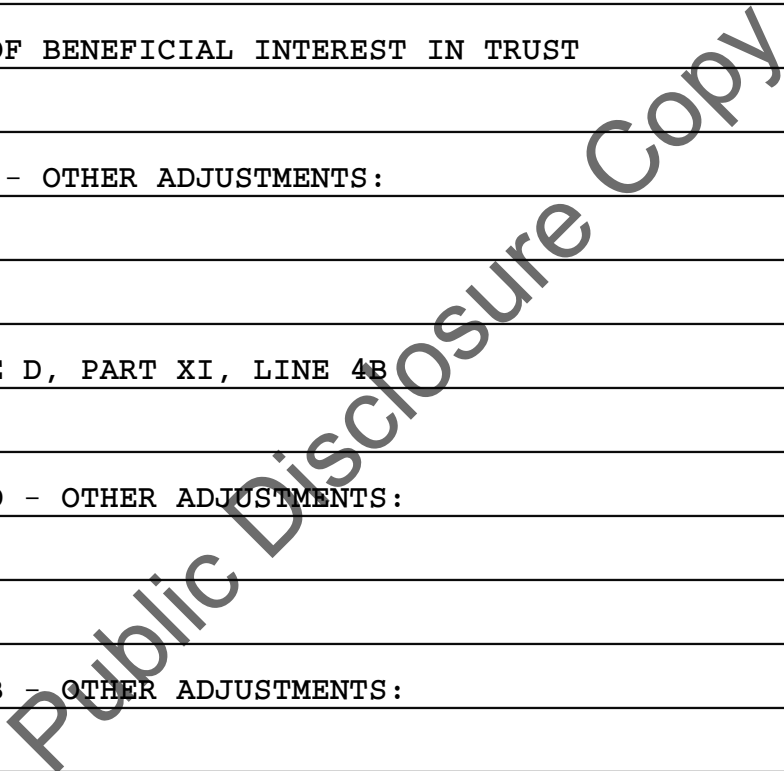 OF BENEFICIAL INTEREST IN TRUST
- OTHER ADJUSTMENTS:
D, PART XI, LINE 4B
- OTHER ADJUSTMENTS:
- OTHER ADJUSTMENTS:
Public Disclosure Copy